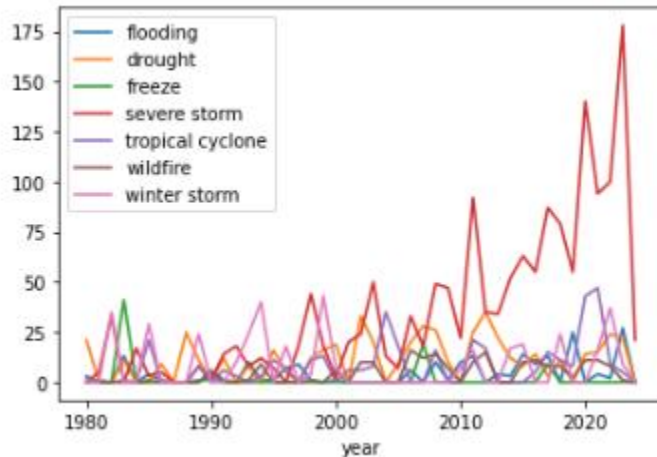 175
150
125
100
75
50
25
0
flooding
drought
freeze
severe storm
tropical cyclone
wildfire
winter storm
1980
1990
2000
2010
2020
year